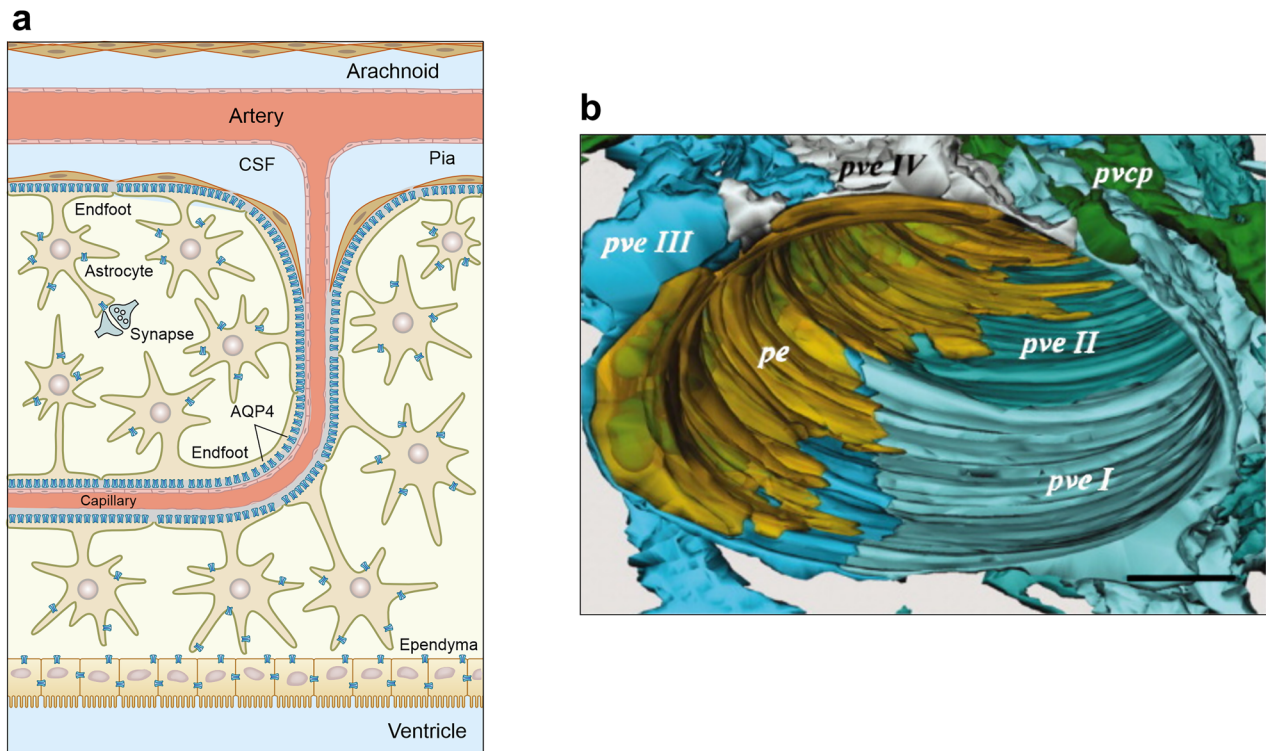 a
Arachnoid
Artery
CSF
Pia
Endfoot
Astrocyte
Synapse
AQP4
Endfoot
Capillary
Ependyma
Ventricle
b
pve IV
pvcp
pve III
pe
pve II
pve I